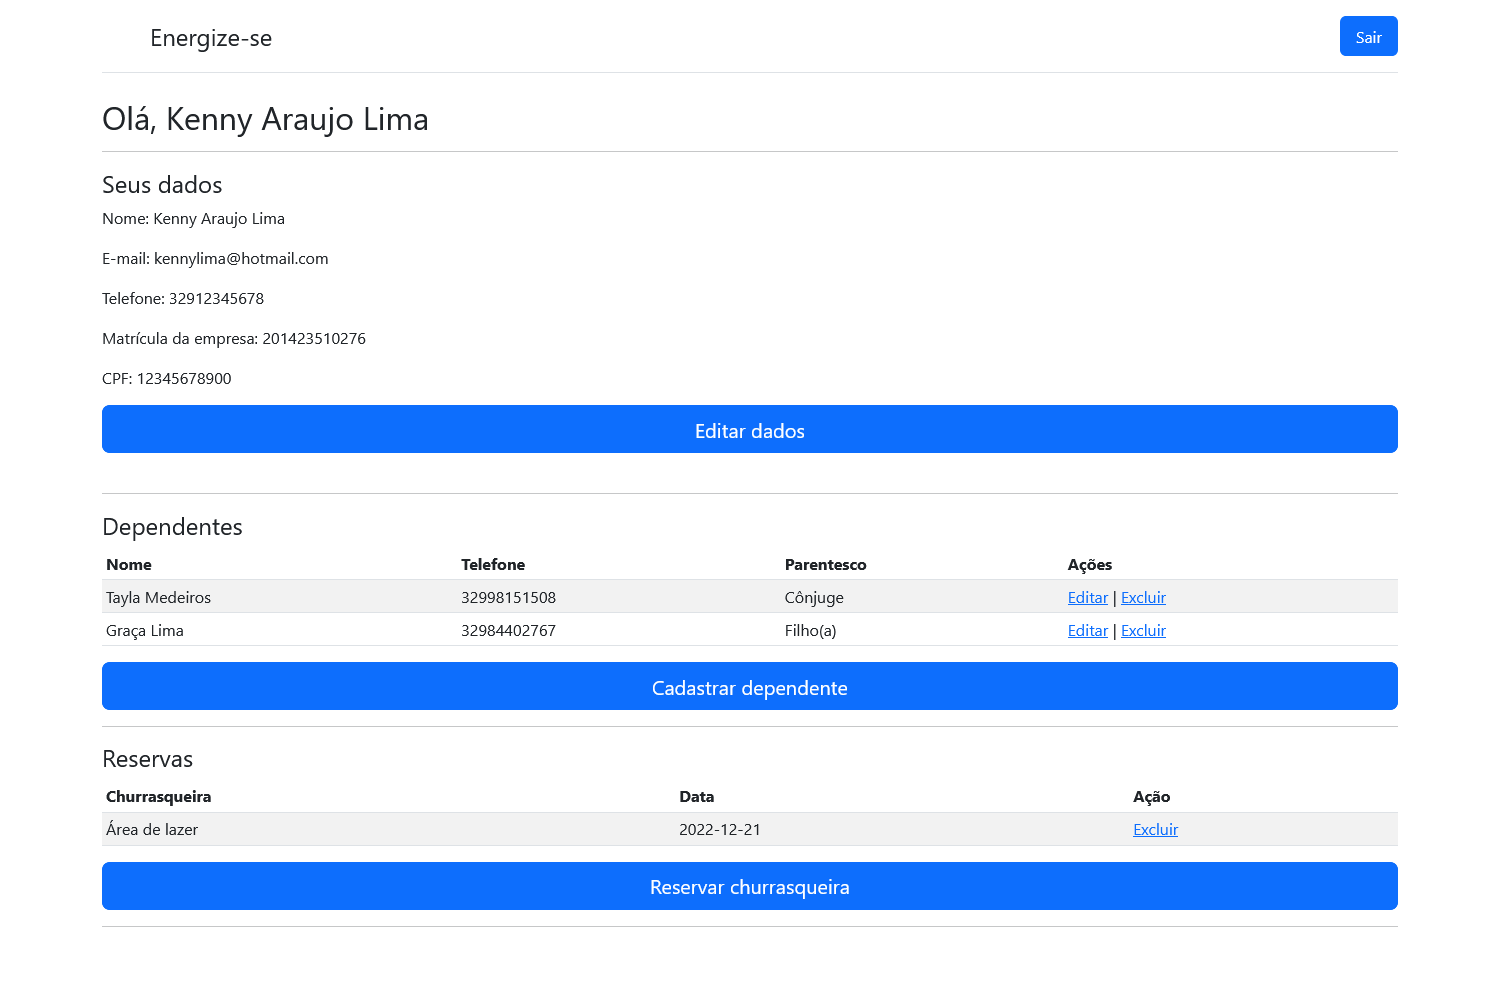 Energize-se
Sair
Olá, Kenny Araujo Lima
Seus dados
Nome: Kenny Araujo Lima
E-mail: kennylima@hotmail.com
Telefone: 32912345678
Matrícula da empresa: 201423510276
CPF: 12345678900
Editar dados
Dependentes
Nome Telefone Parentesco Ações
Tayla Medeiros 32998151508 Cônjuge Editar | Excluir
Graça Lima 32984402767 Filho(a) Editar | Excluir
Cadastrar dependente
Reservas
Churrasqueira Data Ação
Área de lazer 2022-12-21 Excluir
Reservar churrasqueira